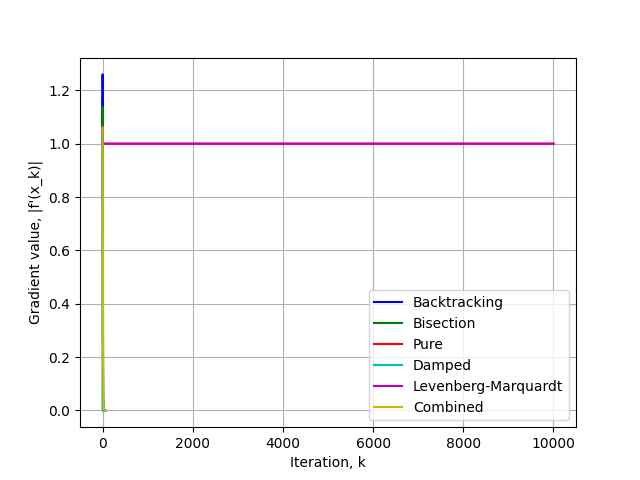 1.2
1.0
0.8
0.6
0.4
0.2
0.0
Gradient value, |f'(x_k)|
Backtracking
Bisection
Pure
Damped
Levenberg-Marquardt
Combined
0 2000 4000 6000 8000 10000
Iteration, k